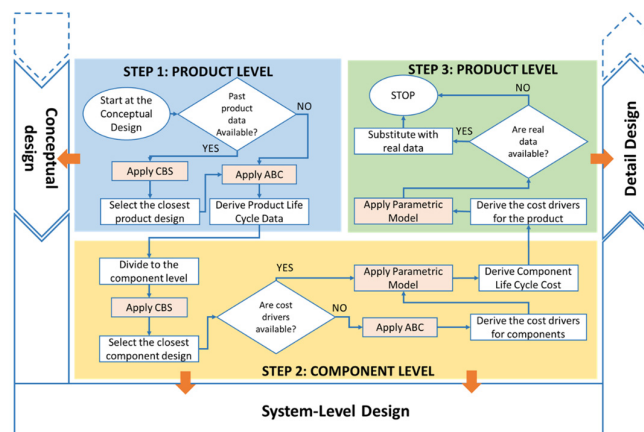 STEP 1: PRODUCT LEVEL
Start at the
Conceptual
Design
Past
product
data
Available?
NO
YES
Apply CBS
Apply ABC
Select the closest
product design
Derive Product Life
Cycle Data
STEP 3: PRODUCT LEVEL
STOP
NO
Substitute with
real data
YES
Are real
data
available?
Apply Parametric
Model
Derive the cost drivers
for the product
Conceptual
design
Detail Design
Divide to the
component level
Apply CBS
Select the closest
component design
YES
Are cost
drivers
available?
NO
Apply Parametric
Model
Derive Component
Life Cycle Cost
Apply ABC
Derive the cost drivers
for components
STEP 2: COMPONENT LEVEL
System-Level Design